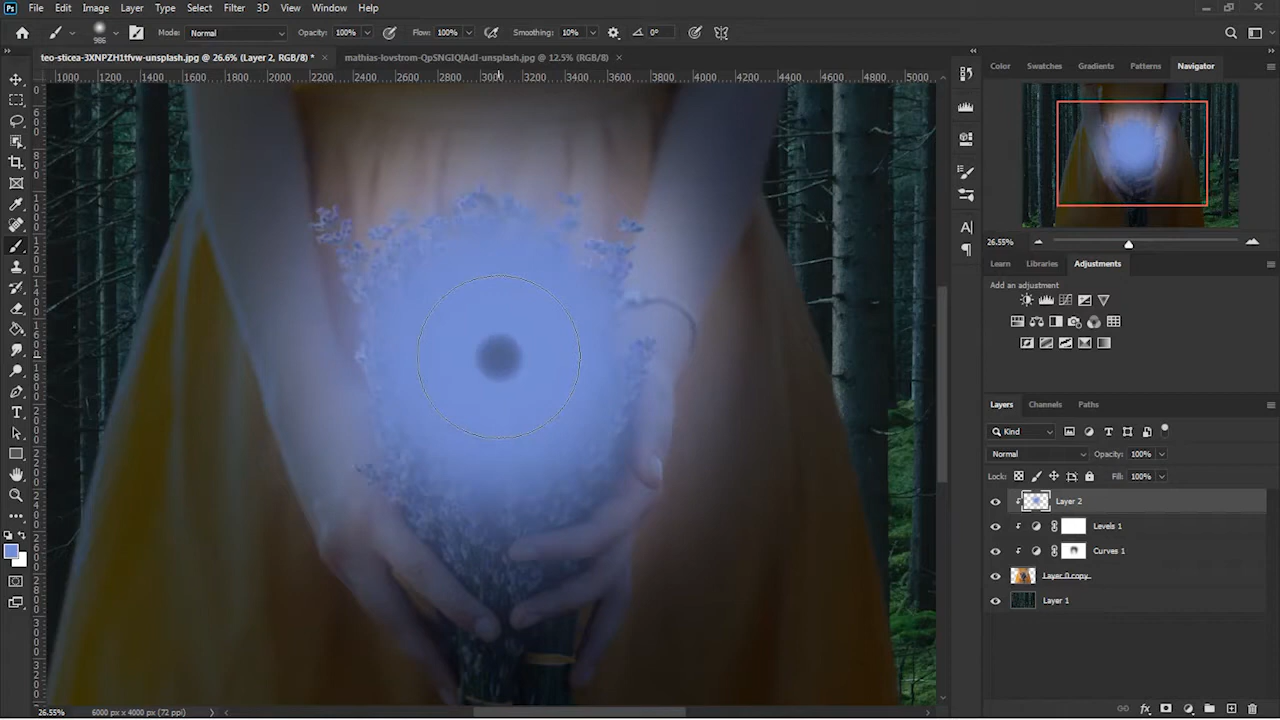 Ps File Edit Image Layer Type Select Filter 3D View Window Help
986 Mode: Normal Opacity: 100% Flow: 100% Smoothing: 10% 0°
teo-sticea-3XNPZH1tfvw-unsplash.jpg @ 26.6% (Layer 2, RGB/8) * × mathias-lovstrom-QpSNGIQIAdI-unsplash.jpg @ 12.5% (RGB/8) ×
Color Swatches Gradients Patterns Navigator
1000 1200 1400 1600 1800 2000 2200 2400 2600 2800 3000 3200 3400 3600 3800 4000 4200 4400 4600 4800 5000
26.55%
Learn Libraries Adjustments
Add an adjustment
Layers Channels Paths
Kind
Normal Opacity: 100%
Locks: Fill: 100%
Layer 2
Levels 1
Curves 1
Layer 0 copy
Layer 1
26.55% 6000 px x 4000 px (72 ppi)